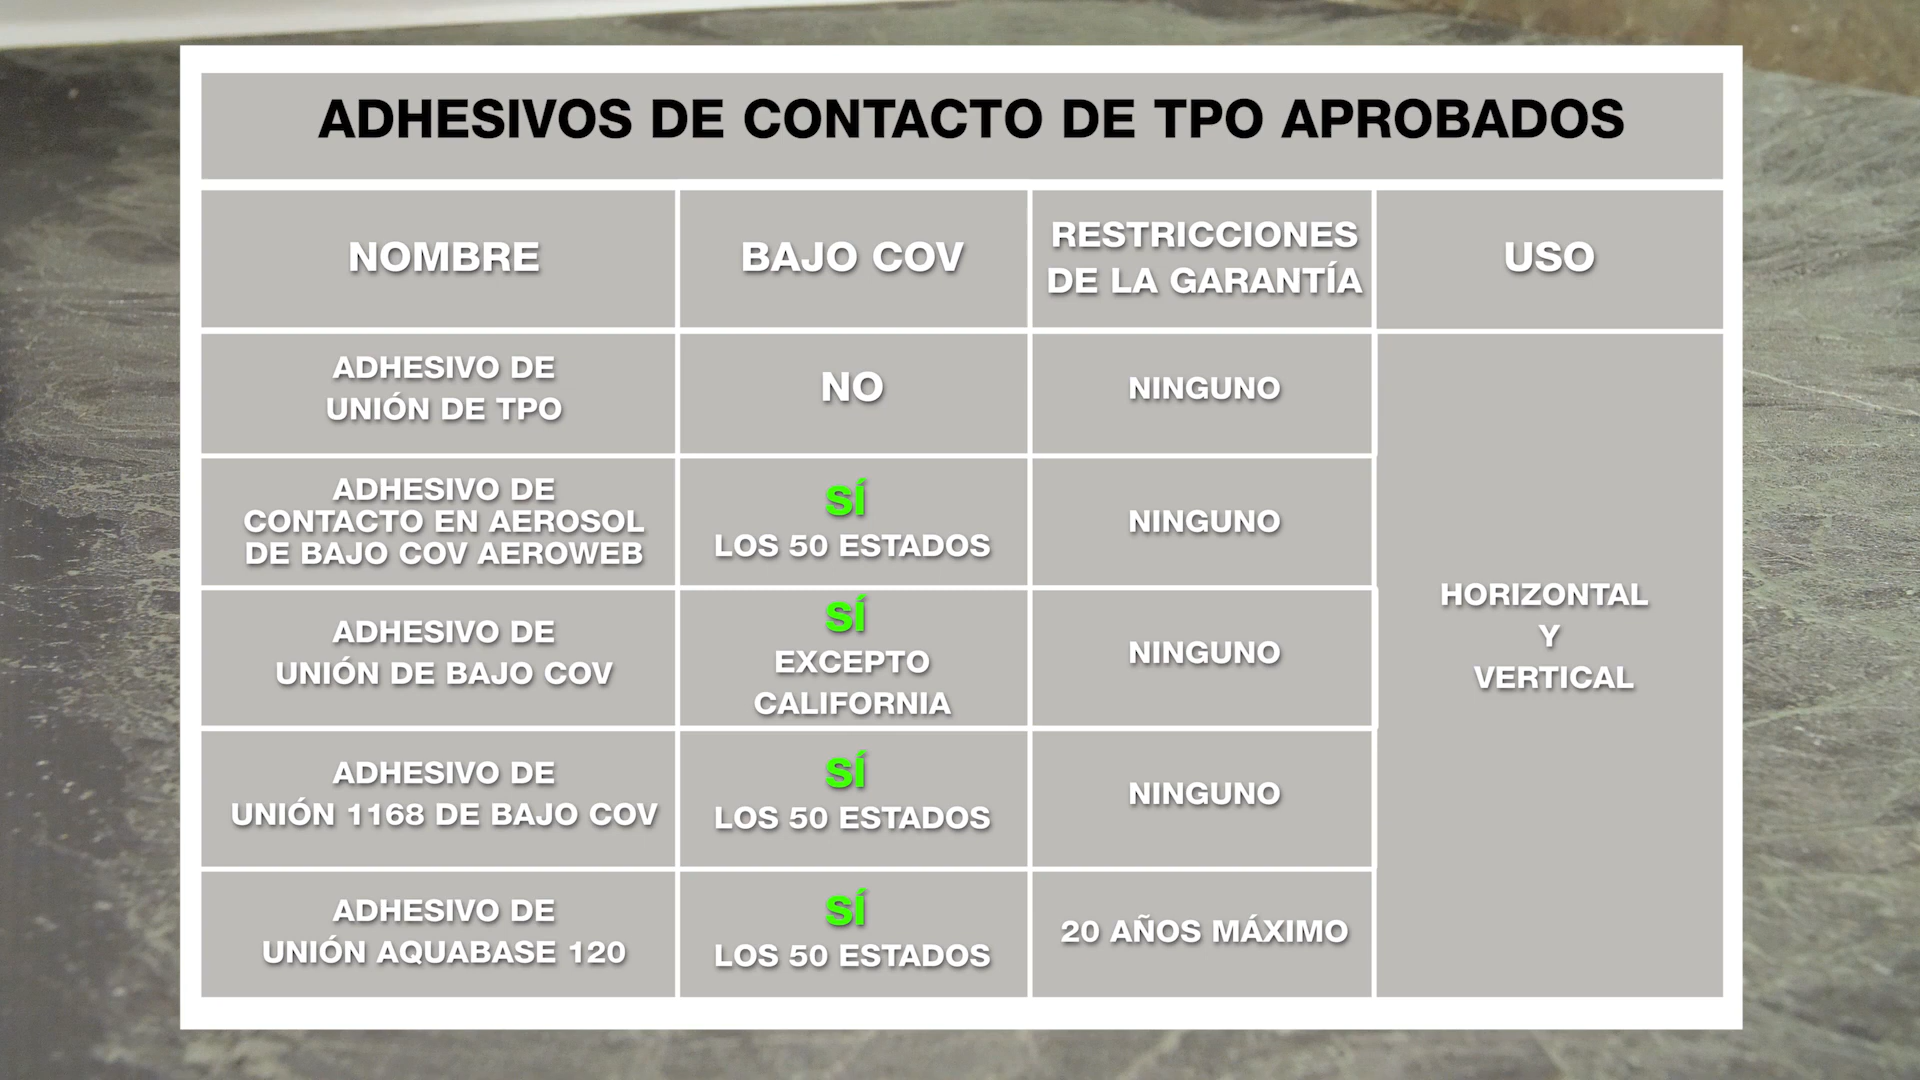 ADHESIVOS DE CONTACTO DE TPO APROBADOS
NOMBRE
BAJO COV
RESTRICCIONES
DE LA GARANTÍA
USO
ADHESIVO DE
UNIÓN DE TPO
NO
NINGUNO
ADHESIVO DE
CONTACTO EN AEROSOL
DE BAJO COV AEROWEB
SÍ
LOS 50 ESTADOS
NINGUNO
ADHESIVO DE
UNIÓN DE BAJO COV
SÍ
EXCEPTO
CALIFORNIA
NINGUNO
HORIZONTAL
Y
VERTICAL
ADHESIVO DE
UNIÓN 1168 DE BAJO COV
SÍ
LOS 50 ESTADOS
NINGUNO
ADHESIVO DE
UNIÓN AQUABASE 120
SÍ
LOS 50 ESTADOS
20 AÑOS MÁXIMO